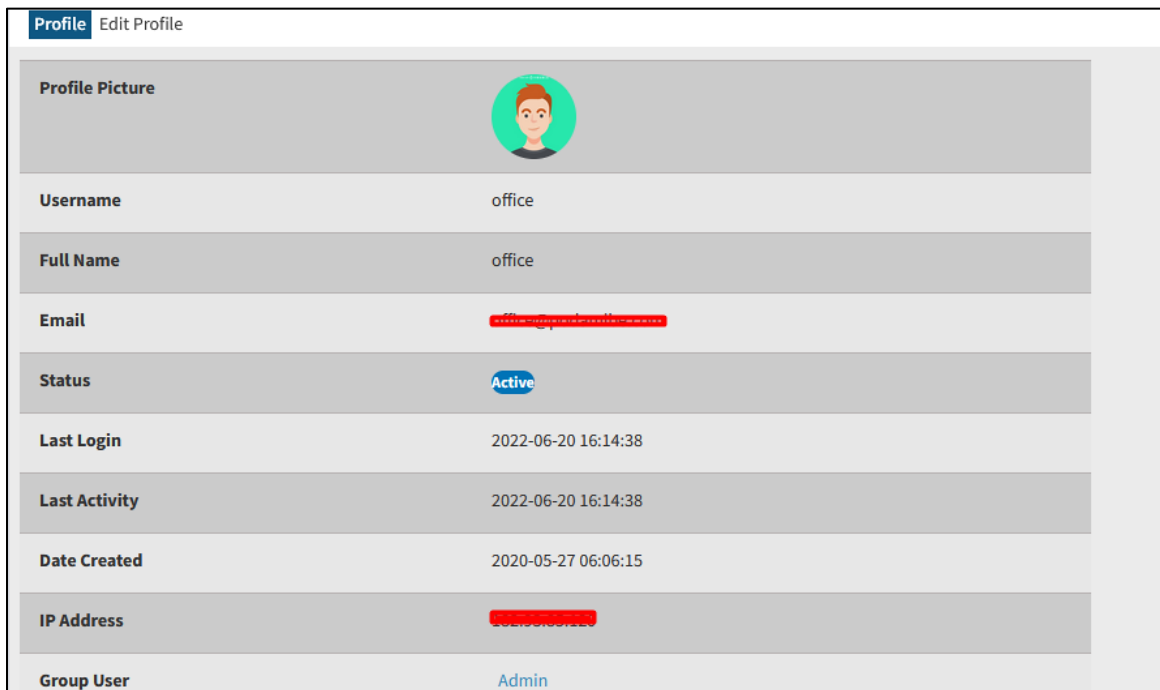 Profile Edit Profile
Profile Picture
Username office
Full Name office
Email
Status Active
Last Login 2022-06-20 16:14:38
Last Activity 2022-06-20 16:14:38
Date Created 2020-05-27 06:06:15
IP Address
Group User Admin